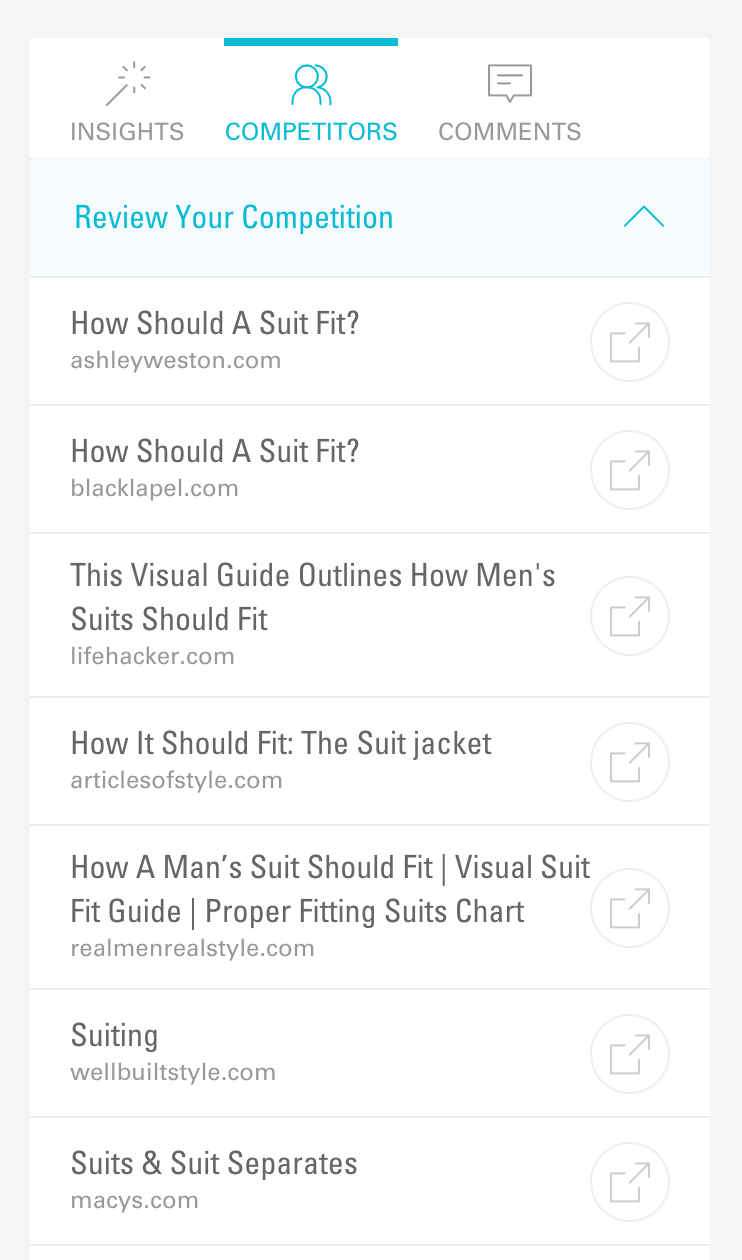 INSIGHTS COMPETITORS COMMENTS
Review Your Competition
How Should A Suit Fit?
ashleyweston.com
How Should A Suit Fit?
blacklapel.com
This Visual Guide Outlines How Men's
Suits Should Fit
lifehacker.com
How It Should Fit: The Suit jacket
articlesofstyle.com
How A Man’s Suit Should Fit | Visual Suit
Fit Guide | Proper Fitting Suits Chart
realmenrealstyle.com
Suiting
wellbuiltstyle.com
Suits & Suit Separates
macys.com